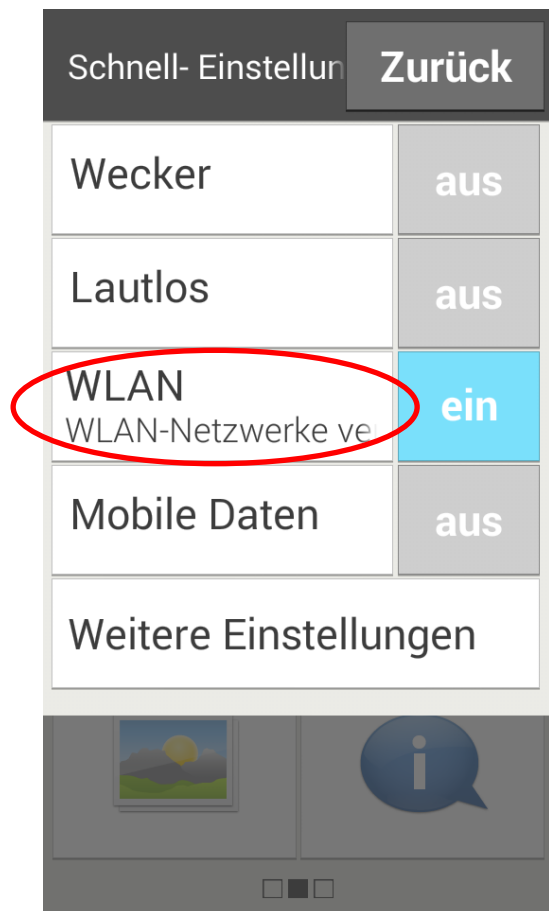 Schnell- Einstellun
Zurück
Wecker
aus
Lautlos
aus
WLAN
WLAN-Netzwerke ve
ein
Mobile Daten
aus
Weitere Einstellungen
i